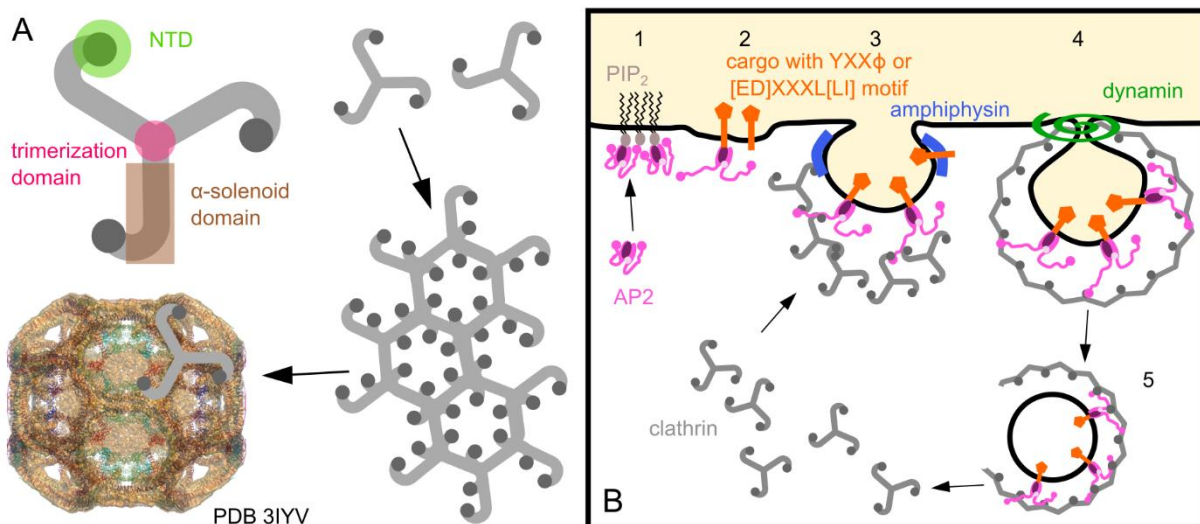 A
NTD
trimerization
domain
α-solenoid
domain
PDB 3IYV
B
1
2
3
4
PIP₂
cargo with YXXϕ or
[ED]XXXL[LI] motif
amphiphysin
dynamin
AP2
clathrin
5